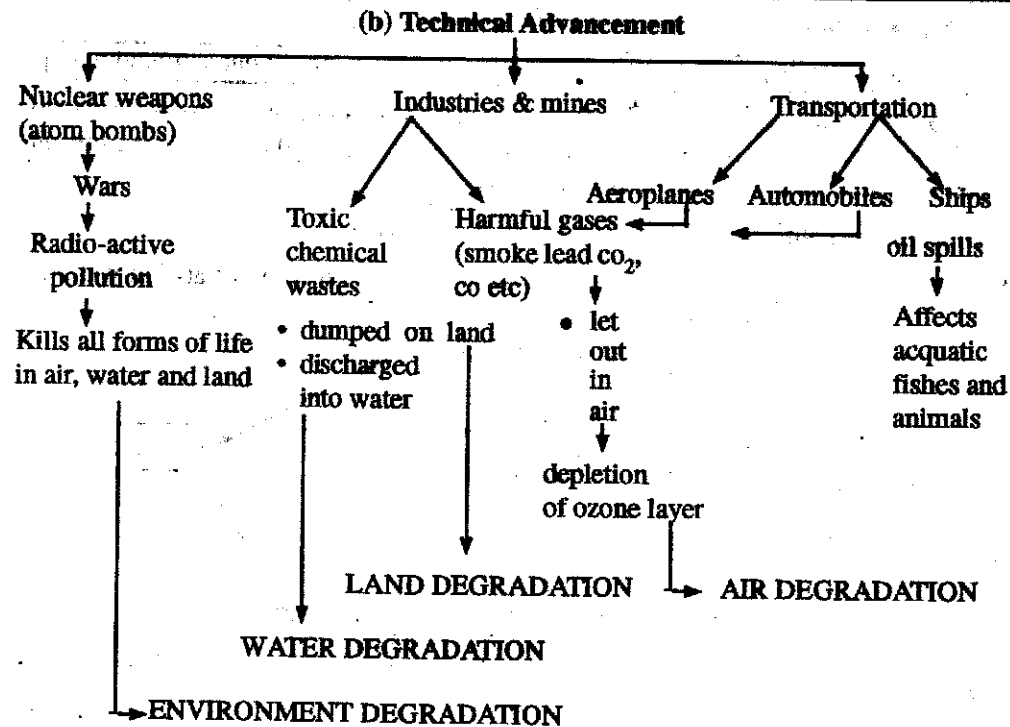 (b) Technical Advancement
Nuclear weapons
(atom bombs)
Wars
Radio-active
pollution
Kills all forms of life
in air, water and land
Industries & mines
Toxic
chemical
wastes
• dumped on land
• discharged
into water
Harmful gases
(smoke lead co₂,
co etc)
• let
out
in
air
depletion
of ozone layer
Transportation
Aeroplanes
Automobiles
Ships
oil spills
Affects
acquatic
fishes and
animals
LAND DEGRADATION
AIR DEGRADATION
WATER DEGRADATION
ENVIRONMENT DEGRADATION